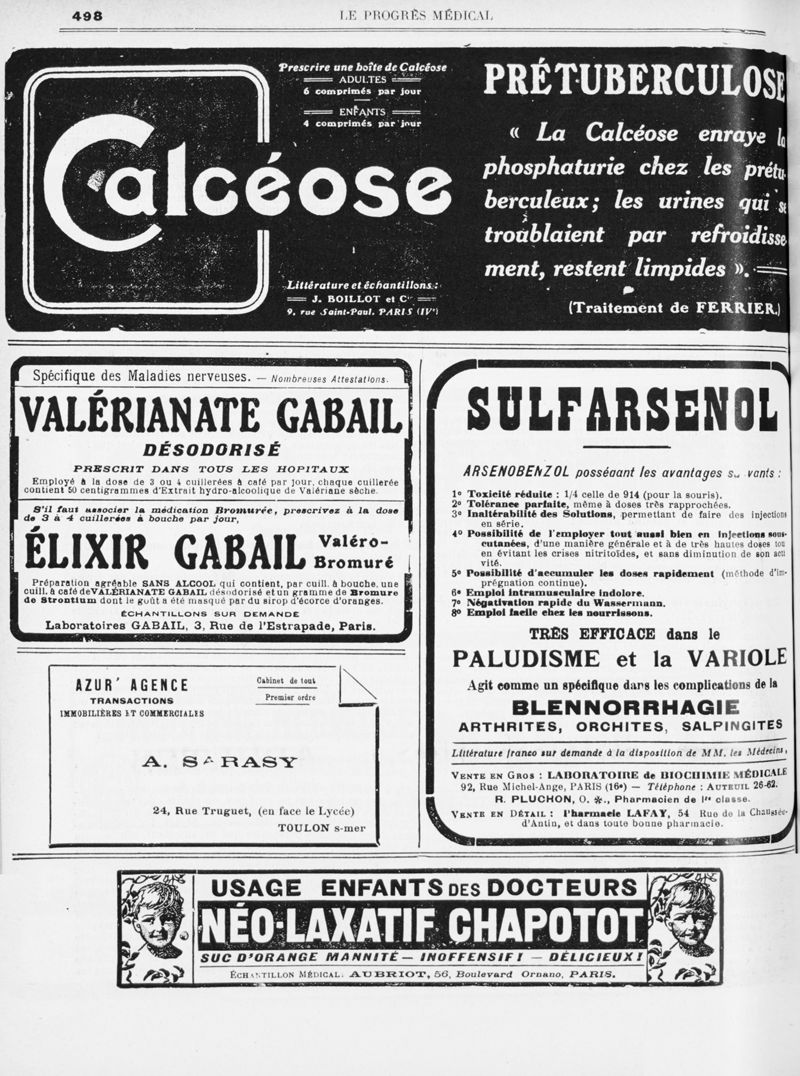 498
LE PROGRÈS MÉDICAL
Calcéose
Prescrire une boîte de Calcéose
ADULTES
6 comprimés par jour
ENFANTS
4 comprimés par jour
Littérature et échantillons:
J. BOILLOT et Cie
9, rue Saint-Paul. PARIS (IVe)
PRÉTUBERCULOSE
« La Calcéose enraye la
phosphaturie chez les prétu-
berculeux; les urines qui se
troublaient par refroidisse-
ment, restent limpides ».
(Traitement de FERRIER.)
Spécifique des Maladies nerveuses. — Nombreuses Attestations.
VALÉRIANATE GABAIL
DÉSODORISÉ
PRESCRIT DANS TOUS LES HOPITAUX
Employé à la dose de 3 ou 4 cuillerées à café par jour, chaque cuillerée
contient 50 centigrammes d'Extrait hydro-alcoolique de Valériane sèche.
S'il faut associer la médication Bromurée, prescrivez à la dose
de 3 à 4 cuillerées à bouche par jour,
ÉLIXIR GABAIL Valéro-
Bromuré
Préparation agréable SANS ALCOOL qui contient, par cuill. à bouche, une
cuill. à café de VALÉRIANATE GABAIL désodorisé et un gramme de Bromure
de Strontium dont le goût a été masqué par du sirop d'écorce d'oranges.
ÉCHANTILLONS SUR DEMANDE
Laboratoires GABAIL, 3, Rue de l'Estrapade, Paris.
AZUR' AGENCE
TRANSACTIONS
IMMOBILIÈRES ET COMMERCIALES
Cabinet de tout
Premier ordre
A. SARASY
24, Rue Truguet, (en face le Lycée)
TOULON s-mer
SULFARSENOL
ARSENOBENZOL possédant les avantages suivants :
1° Toxicité réduite : 1/4 celle de 914 (pour la souris).
2° Tolérance parfaite, même à doses très rapprochées.
3° Inaltérabilité des Solutions, permettant de faire des injections
en série.
4° Possibilité de l'employer tout aussi bien en injections sous-
cutanées, d'une manière générale et à de très hautes doses tou
en évitant les crises nitritoïdes, et sans diminution de son acti
vité.
5° Possibilité d'accumuler les doses rapidement (méthode d'im-
prégnation continue).
6° Emploi intramusculaire indolore.
7° Négativation rapide du Wassermann.
8° Emploi facile chez les nourrissons.
TRÈS EFFICACE dans le
PALUDISME et la VARIOLE
Agit comme un spécifique dans les complications de la
BLENNORRHAGIE
ARTHRITES, ORCHITES, SALPINGITES
Littérature franco sur demande à la disposition de MM. les Médecins,
VENTE EN GROS : LABORATOIRE de BIOCHIMIE MÉDICALE
92, Rue Michel-Ange, PARIS (16e) — Téléphone : AUTEUIL 26-62.
R. PLUCHON, O. ✻., Pharmacien de 1re classe.
VENTE EN DÉTAIL : Pharmacie LAFAY, 54 Rue de la Chaussée-
d'Antin, et dans toute bonne pharmacie.
USAGE ENFANTS DES DOCTEURS
NÉO-LAXATIF CHAPOTOT
SUC D'ORANGE MANNITÉ — INOFFENSIF! — DÉLICIEUX!
ÉCHANTILLON MÉDICAL: AUBRIOT, 56, Boulevard Ornano, PARIS.